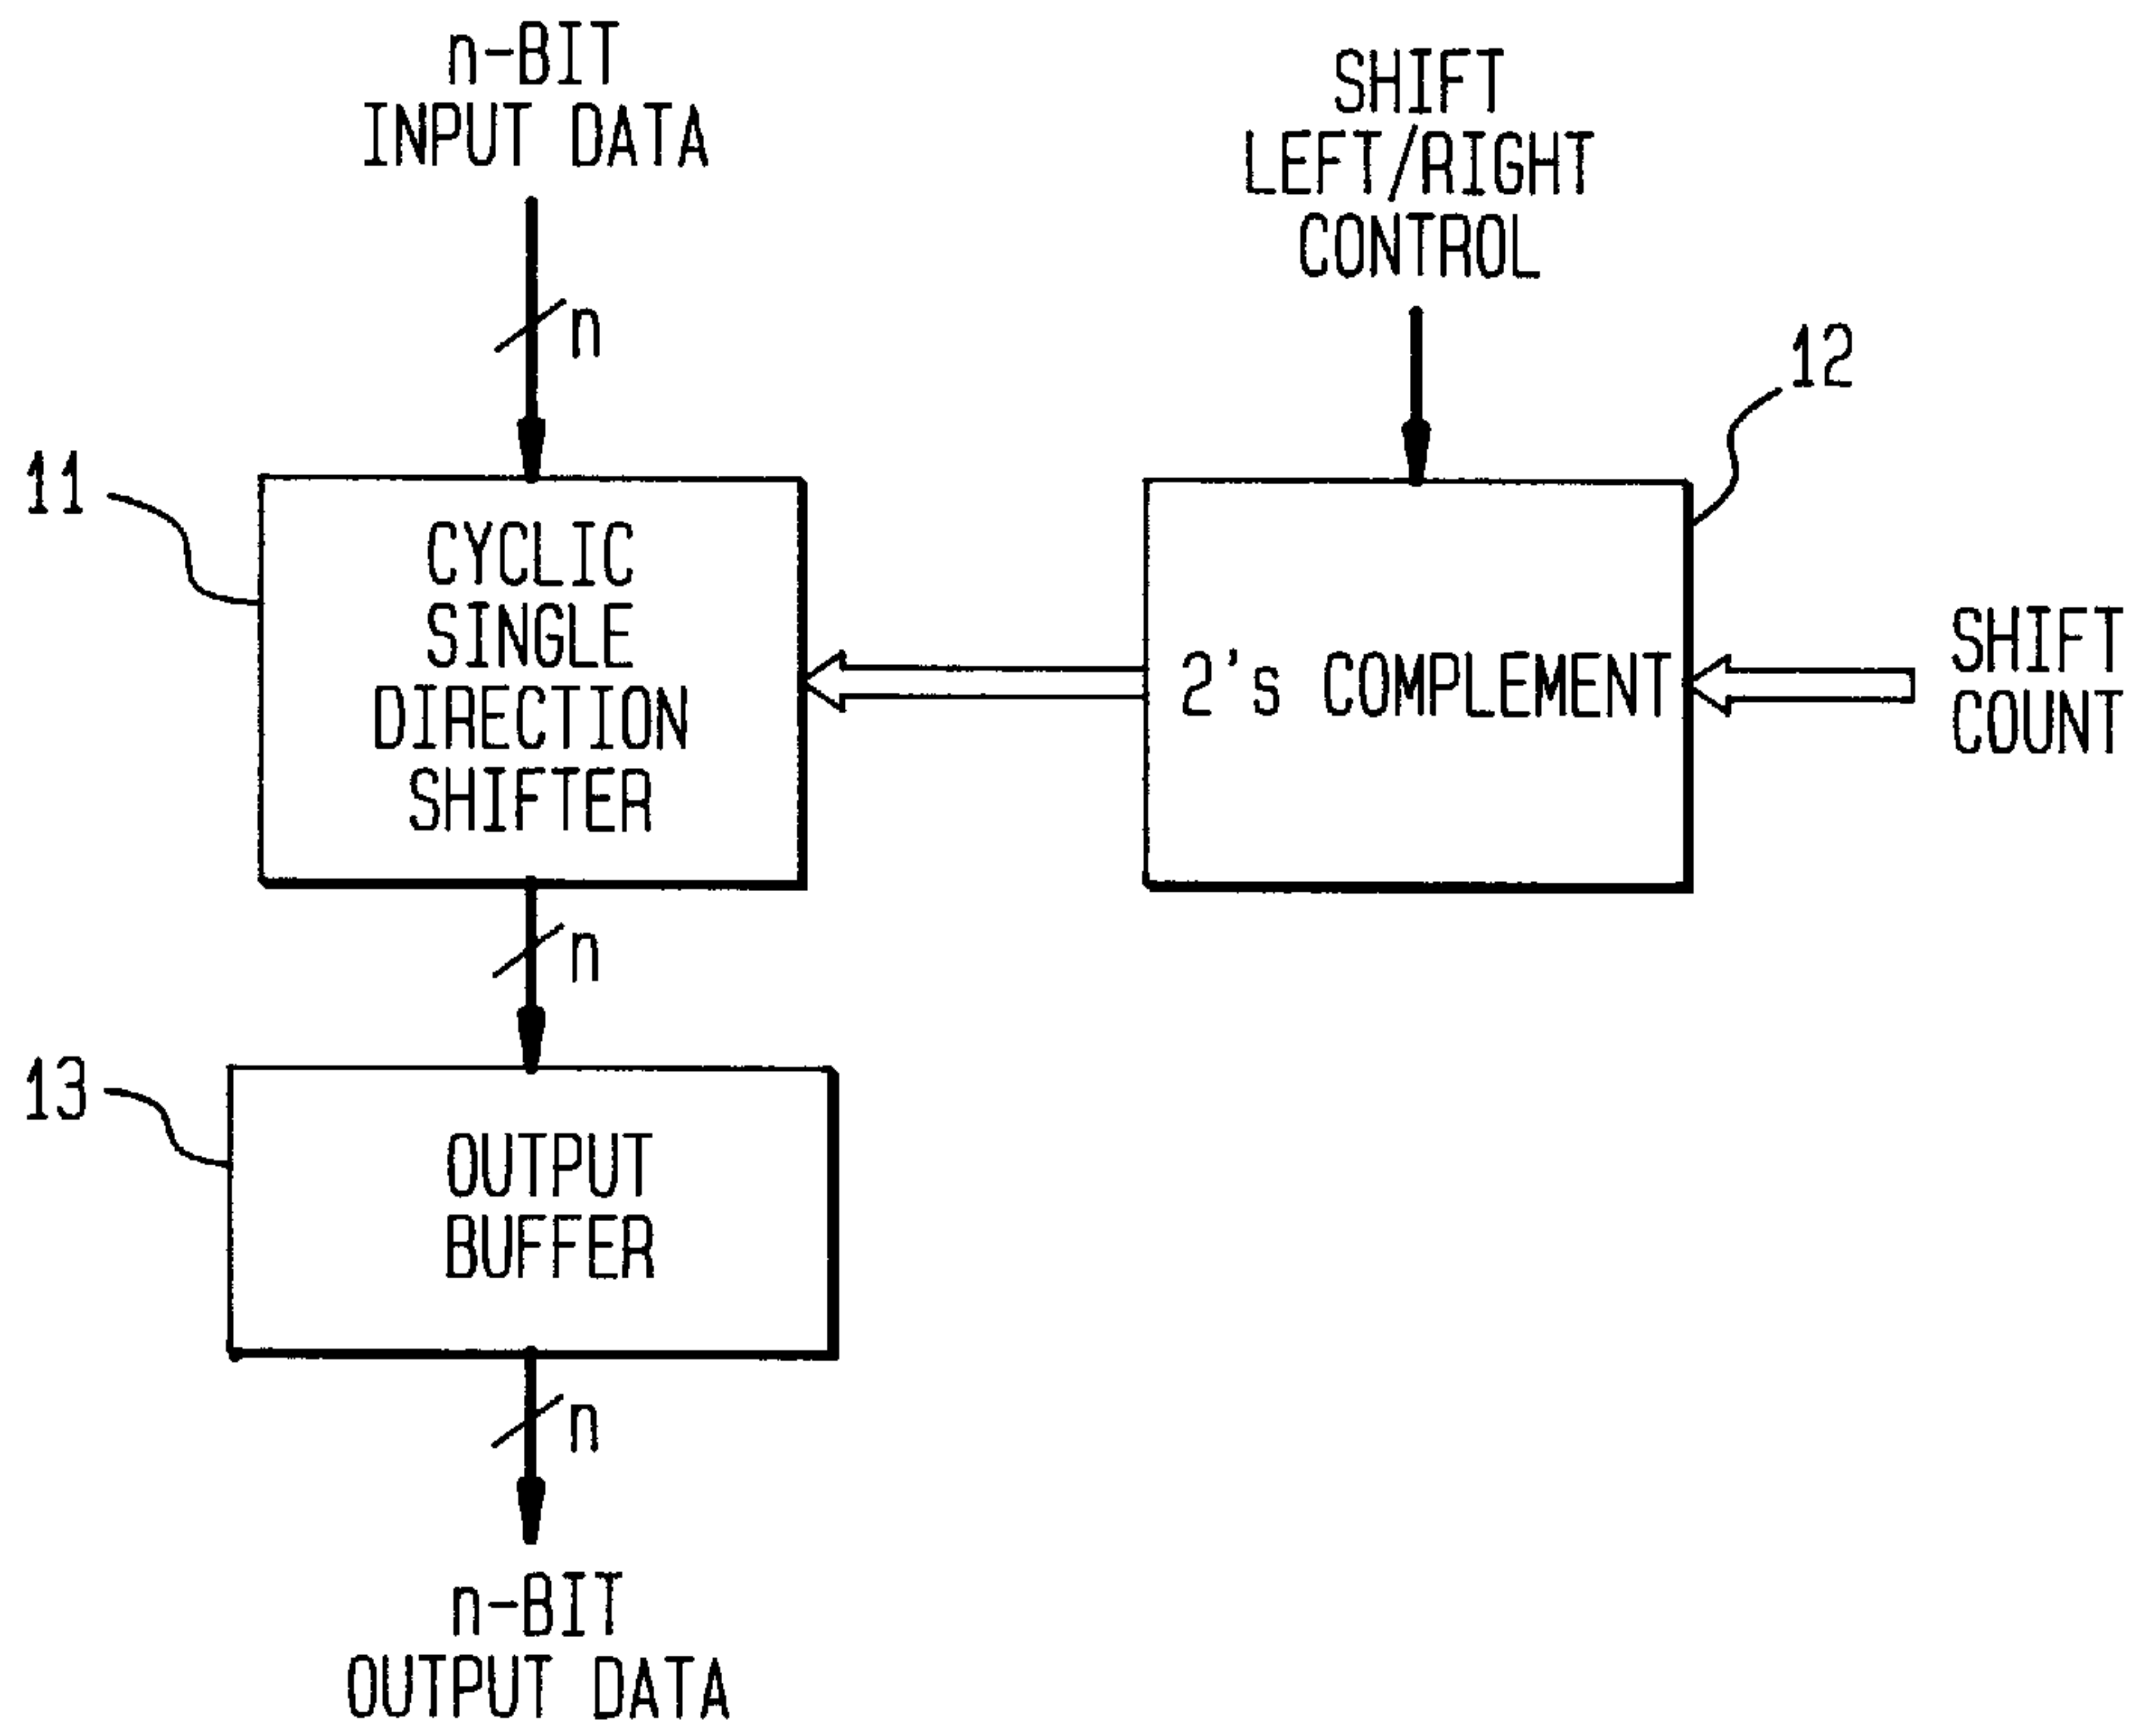 n-BIT
INPUT DATA
SHIFT
LEFT/RIGHT
CONTROL
n
12
11
CYCLIC
SINGLE
DIRECTION
SHIFTER
2's COMPLEMENT
SHIFT
COUNT
n
13
OUTPUT
BUFFER
n
n-BIT
OUTPUT DATA